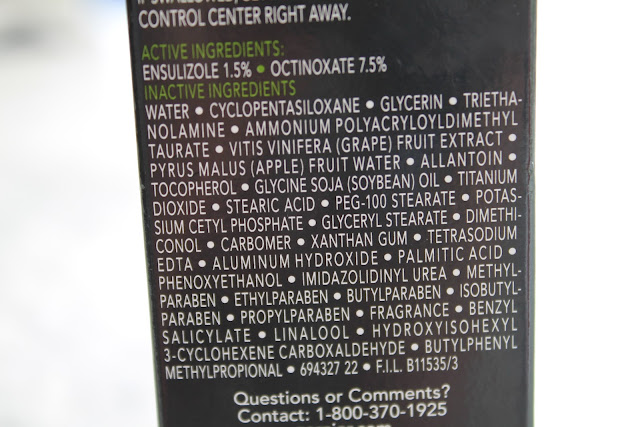 CONTROL CENTER RIGHT AWAY.
ACTIVE INGREDIENTS:
ENSULIZOLE 1.5% • OCTINOXATE 7.5%
INACTIVE INGREDIENTS
WATER • CYCLOPENTASILOXANE • GLYCERIN • TRIETHA-
NOLAMINE • AMMONIUM POLYACRYLOYLDIMETHYL
TAURATE • VITIS VINIFERA (GRAPE) FRUIT EXTRACT •
PYRUS MALUS (APPLE) FRUIT WATER • ALLANTOIN •
TOCOPHEROL • GLYCINE SOJA (SOYBEAN) OIL • TITANIUM
DIOXIDE • STEARIC ACID • PEG-100 STEARATE • POTAS-
SIUM CETYL PHOSPHATE • GLYCERYL STEARATE • DIMETHI-
CONOL • CARBOMER • XANTHAN GUM • TETRASODIUM
EDTA • ALUMINUM HYDROXIDE • PALMITIC ACID •
PHENOXYETHANOL • IMIDAZOLIDINYL UREA • METHYL-
PARABEN • ETHYLPARABEN • BUTYLPARABEN • ISOBUTYL-
PARABEN • PROPYLPARABEN • FRAGRANCE • BENZYL
SALICYLATE • LINALOOL • HYDROXYISOHEXYL
3-CYCLOHEXENE CARBOXALDEHYDE • BUTYLPHENYL
METHYLPROPIONAL • 694327 22 • F.I.L. B11535/3
Questions or Comments?
Contact: 1-800-370-1925